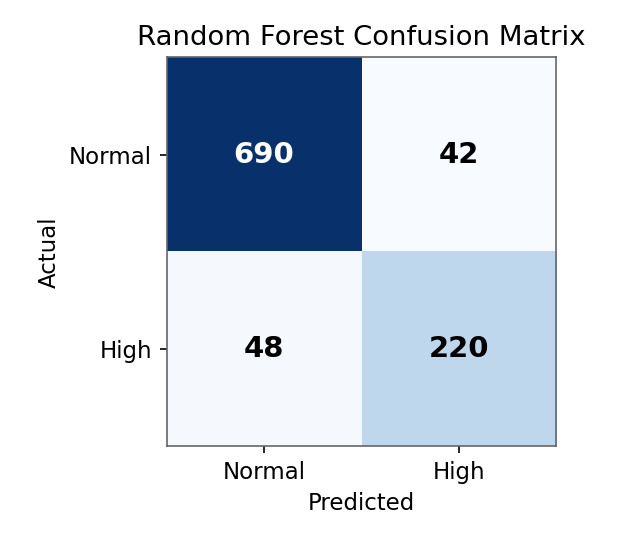 Random Forest Confusion Matrix
Normal
690
42
Actual
High
48
220
Normal
High
Predicted